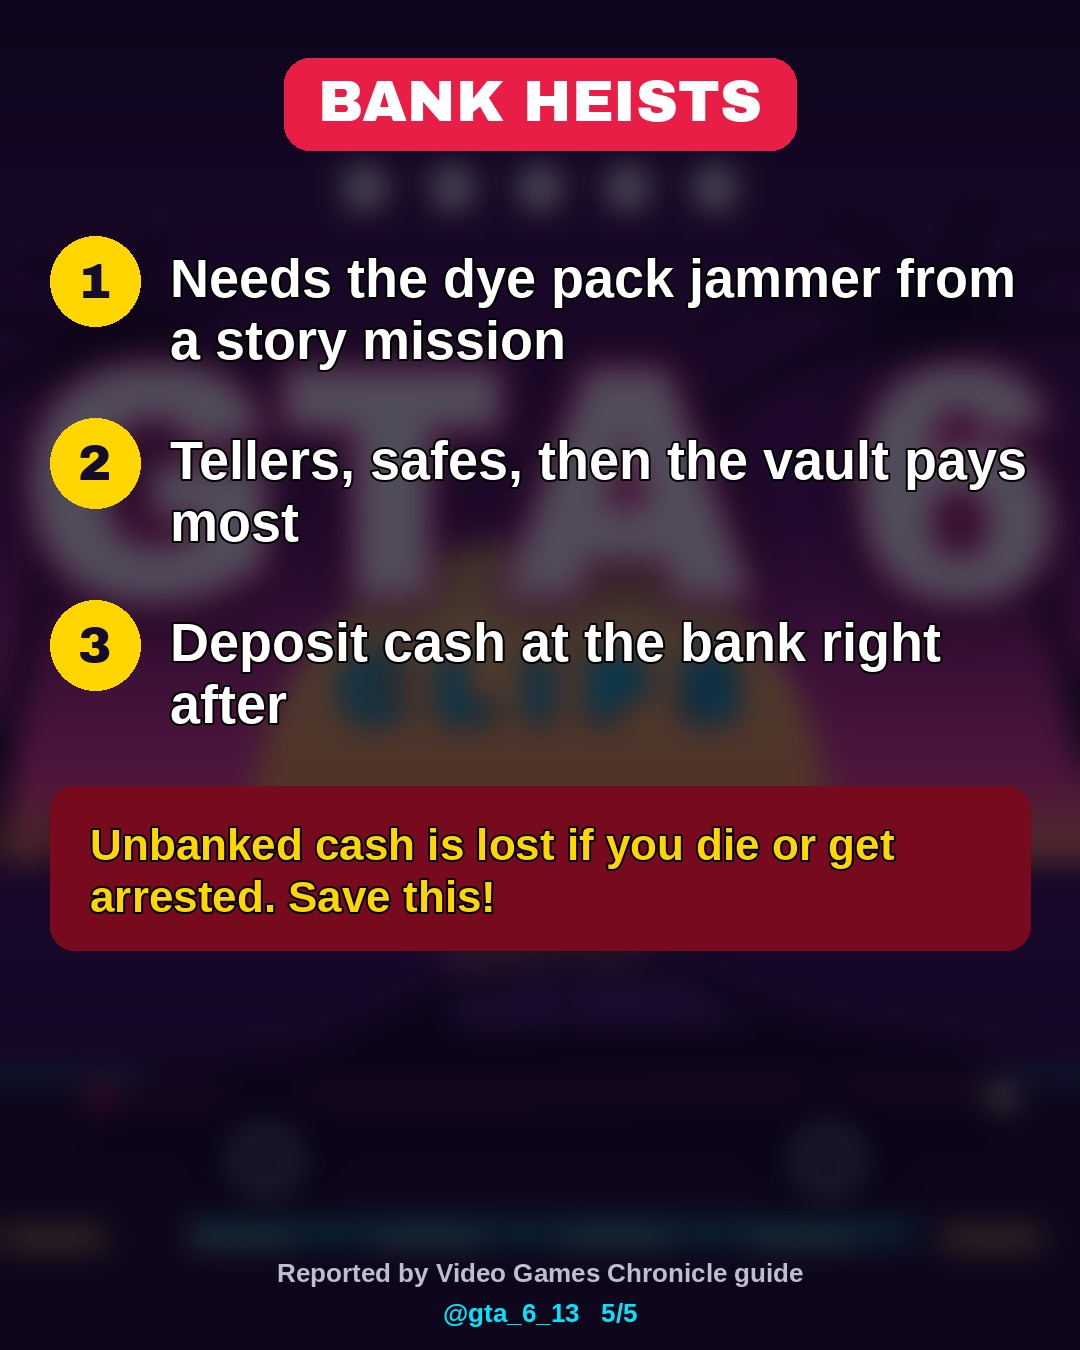 BANK HEISTS
1 Needs the dye pack jammer from
a story mission
2 Tellers, safes, then the vault pays
most
3 Deposit cash at the bank right
after
Unbanked cash is lost if you die or get
arrested. Save this!
GTA 6
Reported by Video Games Chronicle guide
@gta_6_13 5/5